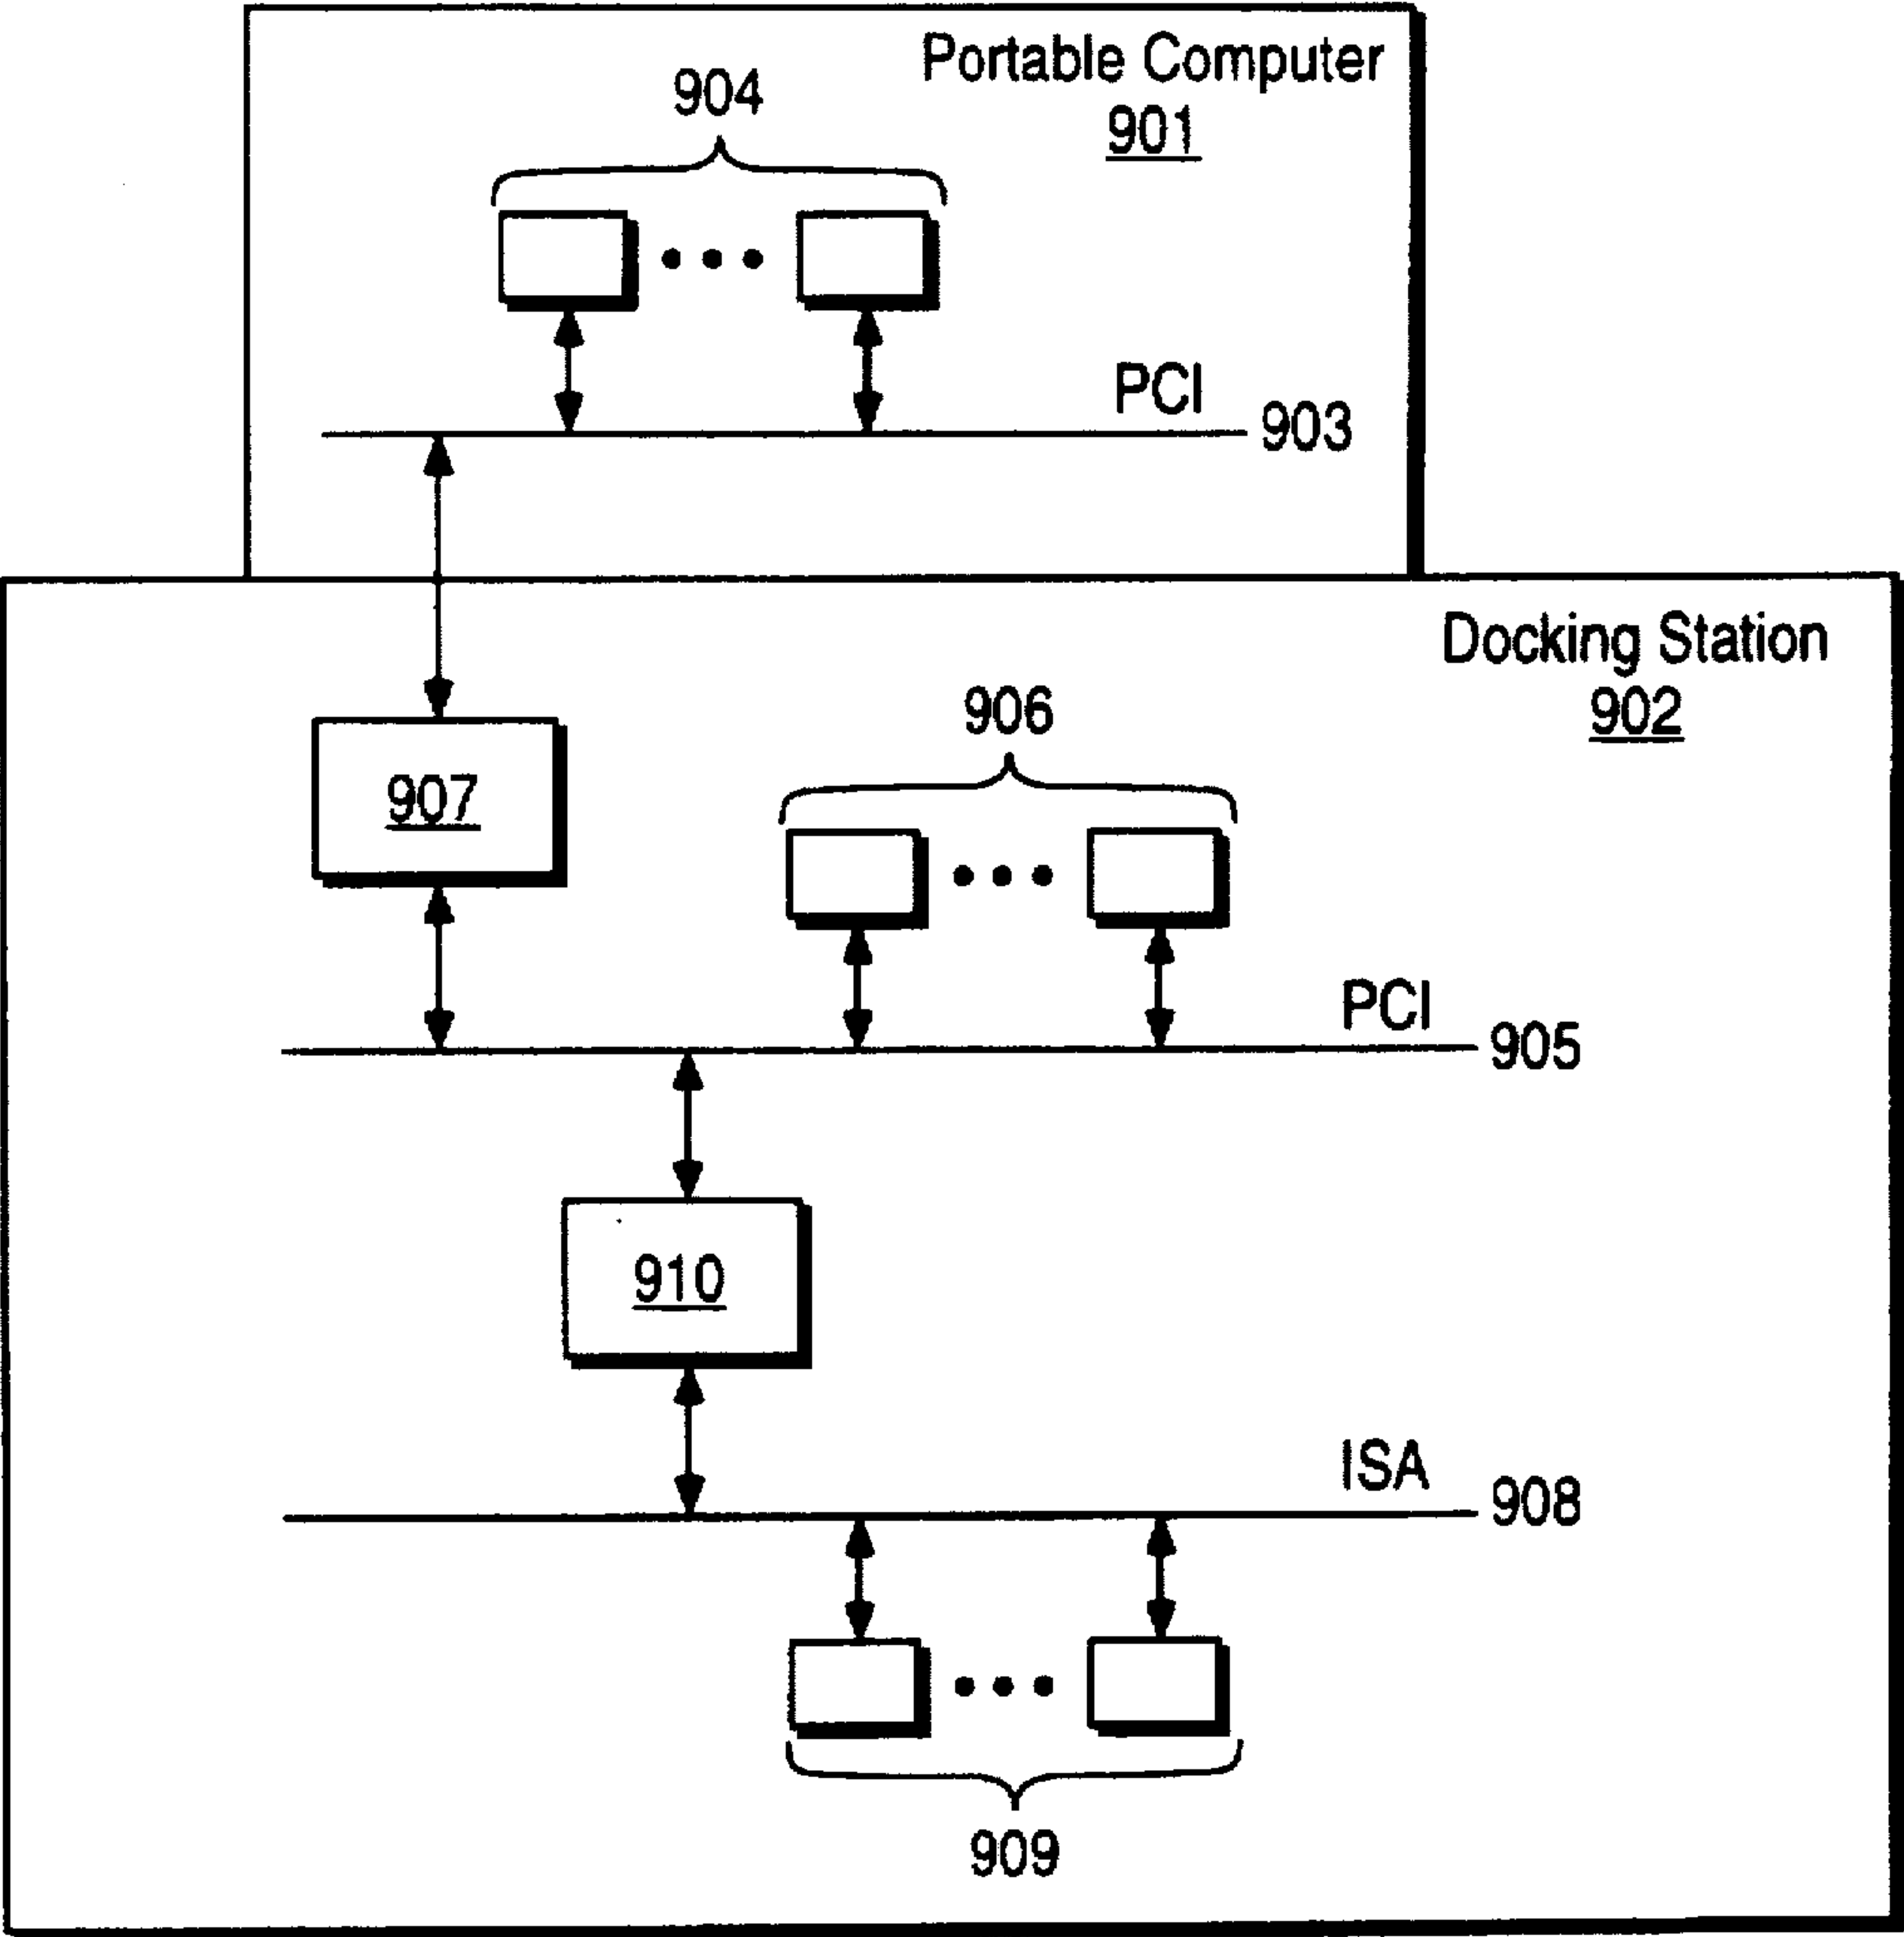 Portable Computer
901
904
PCI
903
Docking Station
902
906
907
PCI
905
910
ISA
908
909